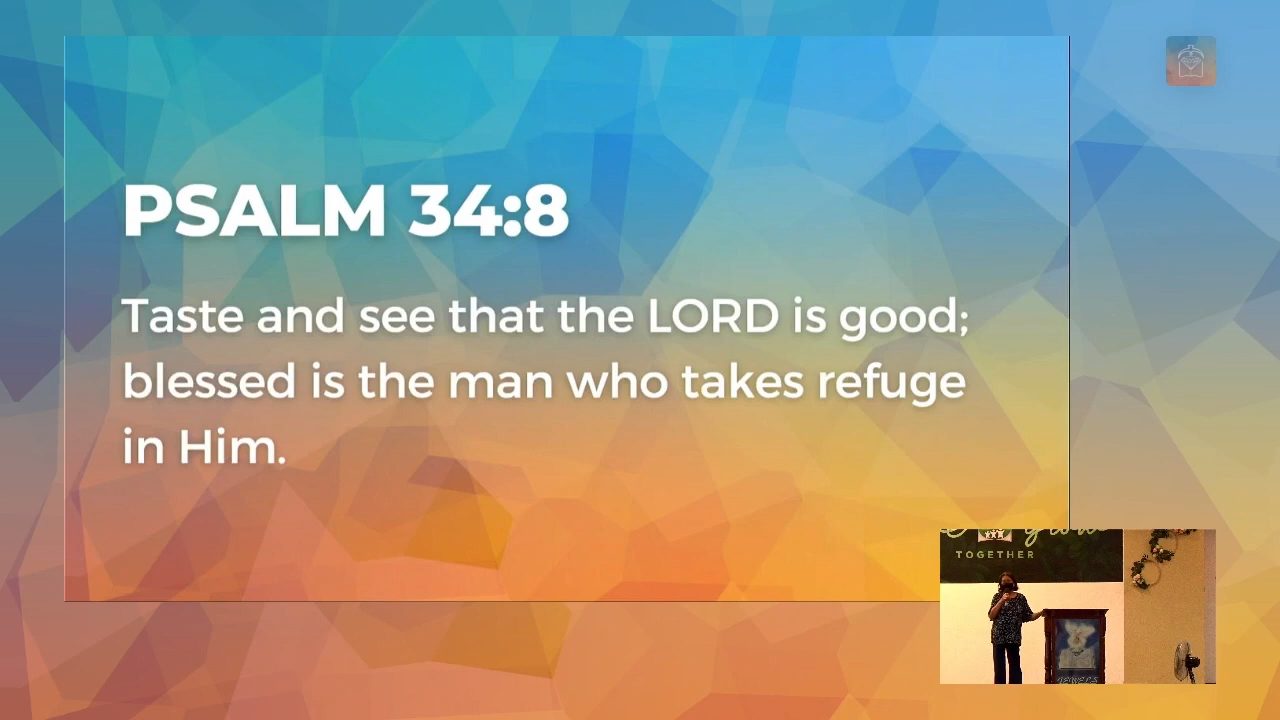 PSALM 34:8
Taste and see that the LORD is good;
blessed is the man who takes refuge
in Him.
TOGETHER